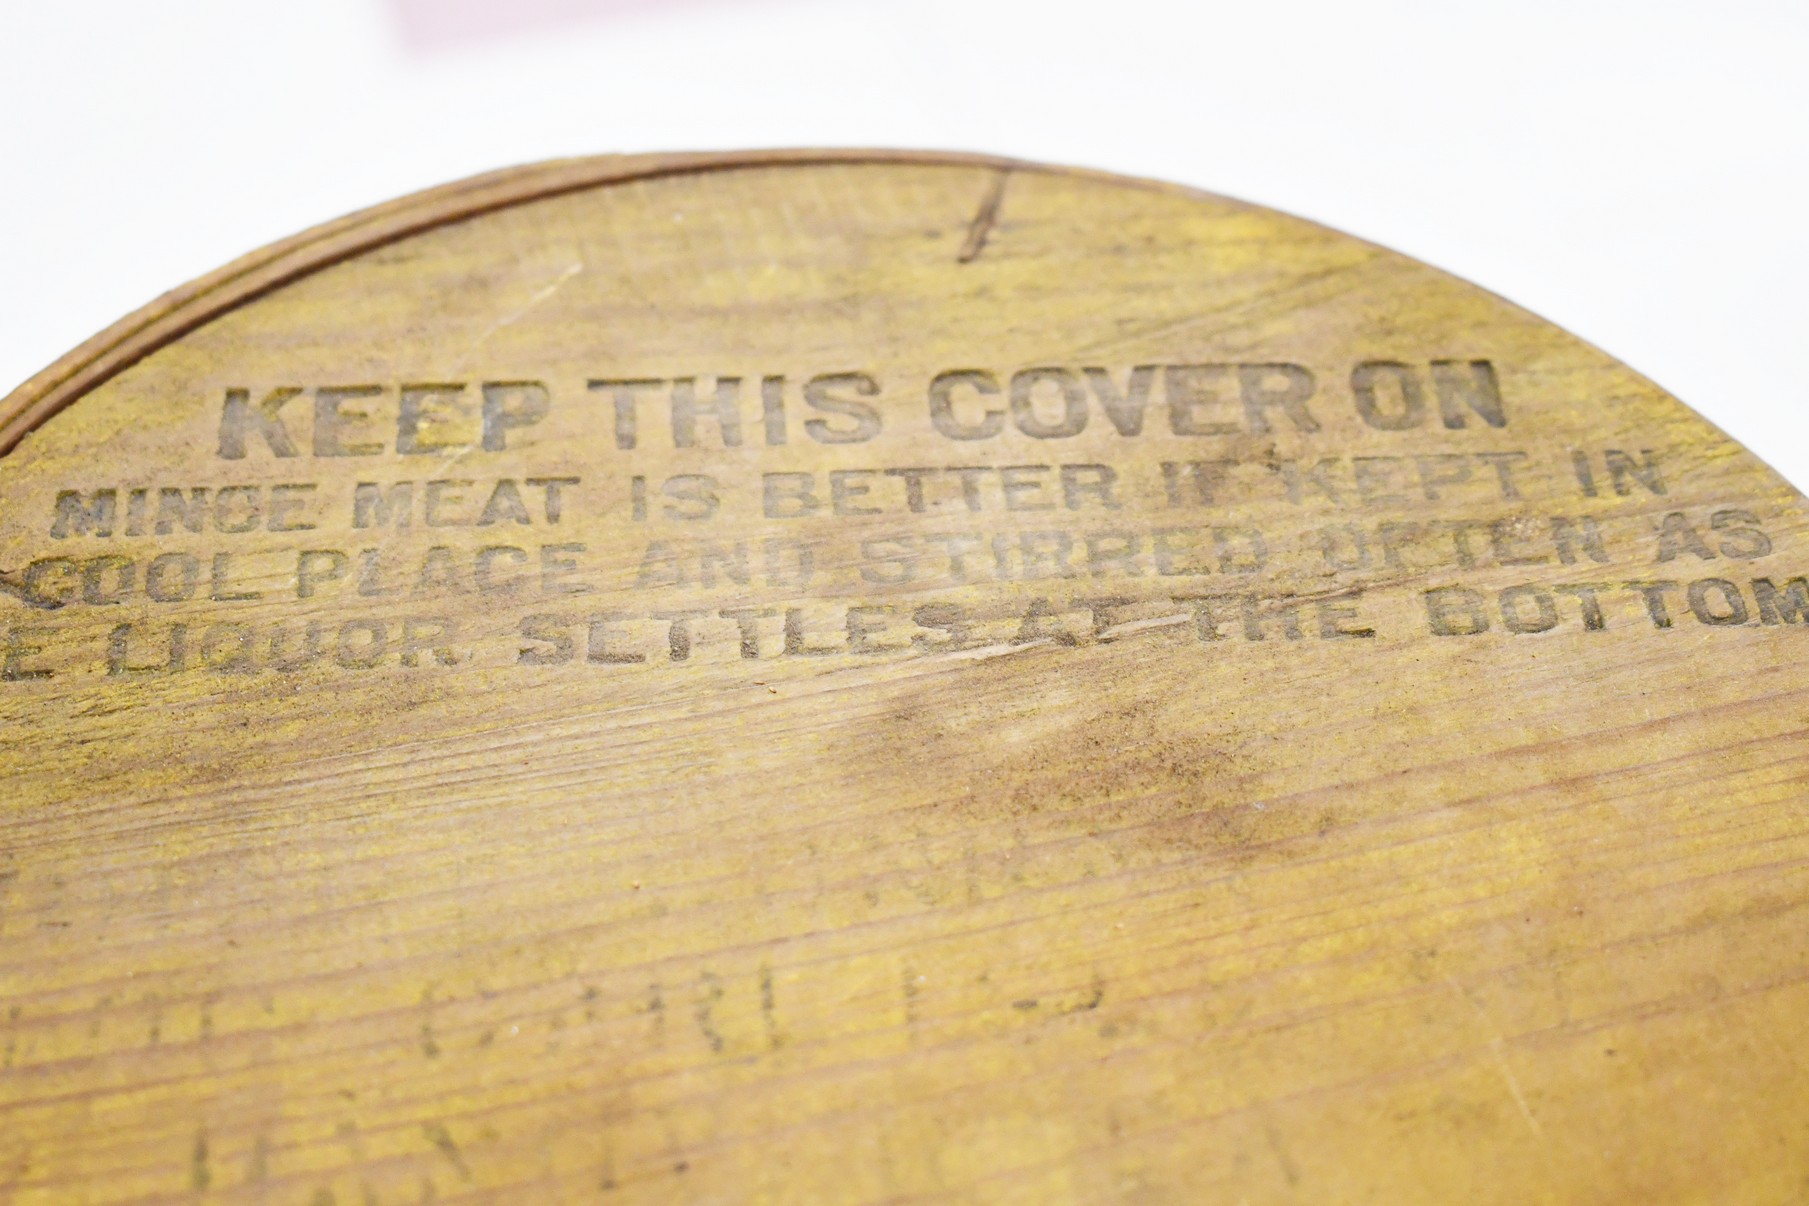 KEEP THIS COVER ON
MINCE MEAT IS BETTER IF KEPT IN
COOL PLACE AND STIRRED OFTEN AS
E LIQUOR SETTLES AT THE BOTTOM